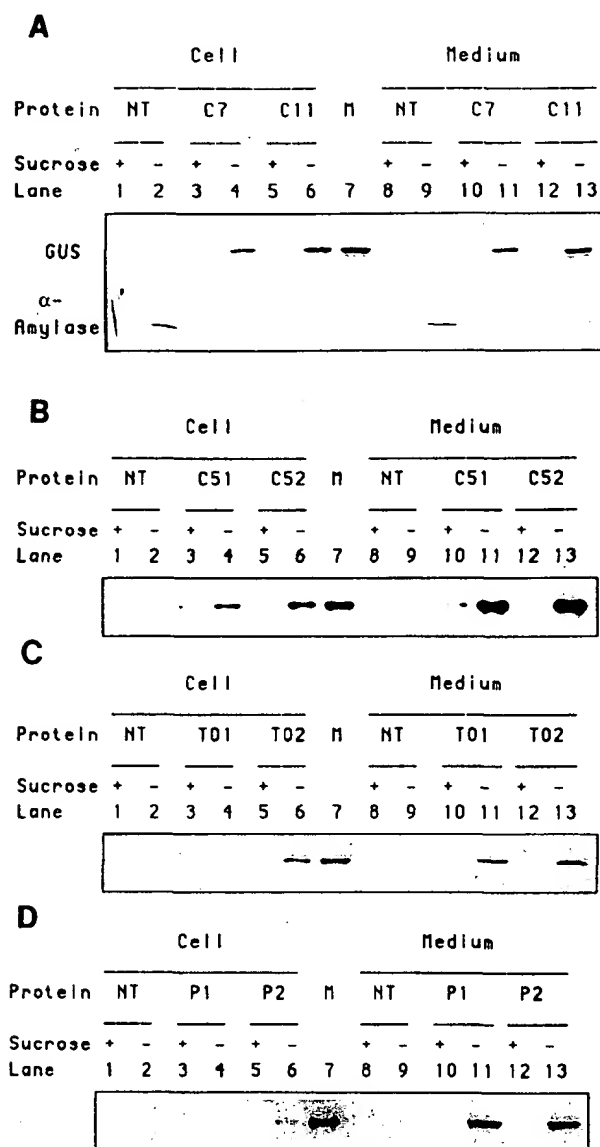 A
Cell Medium
Protein NT C7 C11 M NT C7 C11
Sucrose + - + - + - + - + - + -
Lane 1 2 3 4 5 6 7 8 9 10 11 12 13
GUS
α-
Amylase
B
Cell Medium
Protein NT C51 C52 M NT C51 C52
Sucrose + - + - + - + - + - + -
Lane 1 2 3 4 5 6 7 8 9 10 11 12 13
C
Cell Medium
Protein NT T01 T02 M NT T01 T02
Sucrose + - + - + - + - + - + -
Lane 1 2 3 4 5 6 7 8 9 10 11 12 13
D
Cell Medium
Protein NT P1 P2 M NT P1 P2
Sucrose + - + - + - + - + - + -
Lane 1 2 3 4 5 6 7 8 9 10 11 12 13